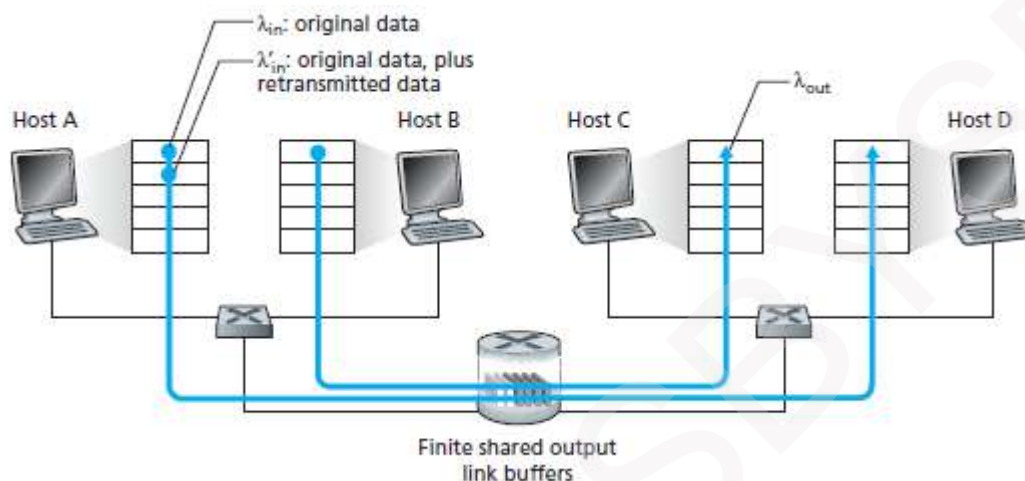 λin: original data
λ'in: original data, plus
retransmitted data
λout
Host A
Host B
Host C
Host D
Finite shared output
link buffers